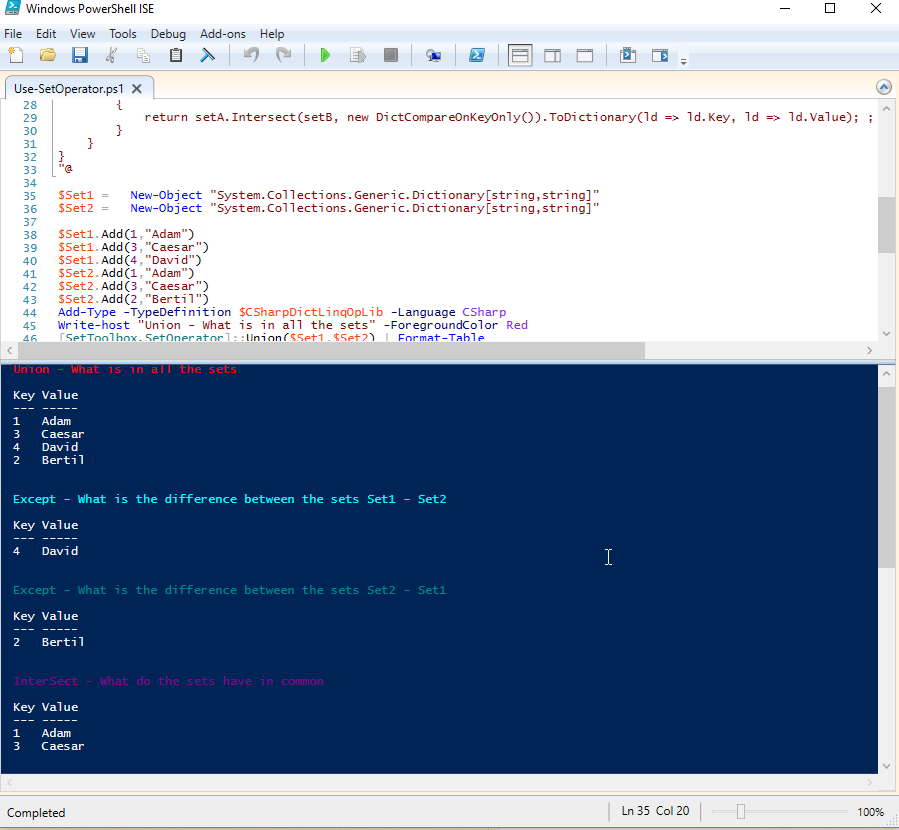 Windows PowerShell ISE
File Edit View Tools Debug Add-ons Help
Use-SetOperator.ps1
28 {
29 return setA.Intersect(setB, new DictCompareOnKeyOnly()).ToDictionary(ld => ld.Key, ld => ld.Value); ;
30 }
31 }
32 }
33 "@
34
35 $Set1 = New-Object "System.Collections.Generic.Dictionary[string,string]"
36 $Set2 = New-Object "System.Collections.Generic.Dictionary[string,string]"
37
38 $Set1.Add(1,"Adam")
39 $Set1.Add(3,"Caesar")
40 $Set1.Add(4,"David")
41 $Set2.Add(1,"Adam")
42 $Set2.Add(3,"Caesar")
43 $Set2.Add(2,"Bertil")
44 Add-Type -TypeDefinition $CSharpDictLinqOpLib -Language CSharp
45 Write-host "Union - What is in all the sets" -ForegroundColor Red
46 [SetToolbox.SetOperator]::Union($Set1,$Set2) | Format-Table
Union - What is in all the sets
Key Value
--- -----
1 Adam
3 Caesar
4 David
2 Bertil
Except - What is the difference between the sets Set1 - Set2
Key Value
--- -----
4 David
Except - What is the difference between the sets Set2 - Set1
Key Value
--- -----
2 Bertil
InterSect - What do the sets have in common
Key Value
--- -----
1 Adam
3 Caesar
Completed Ln 35 Col 20 100%